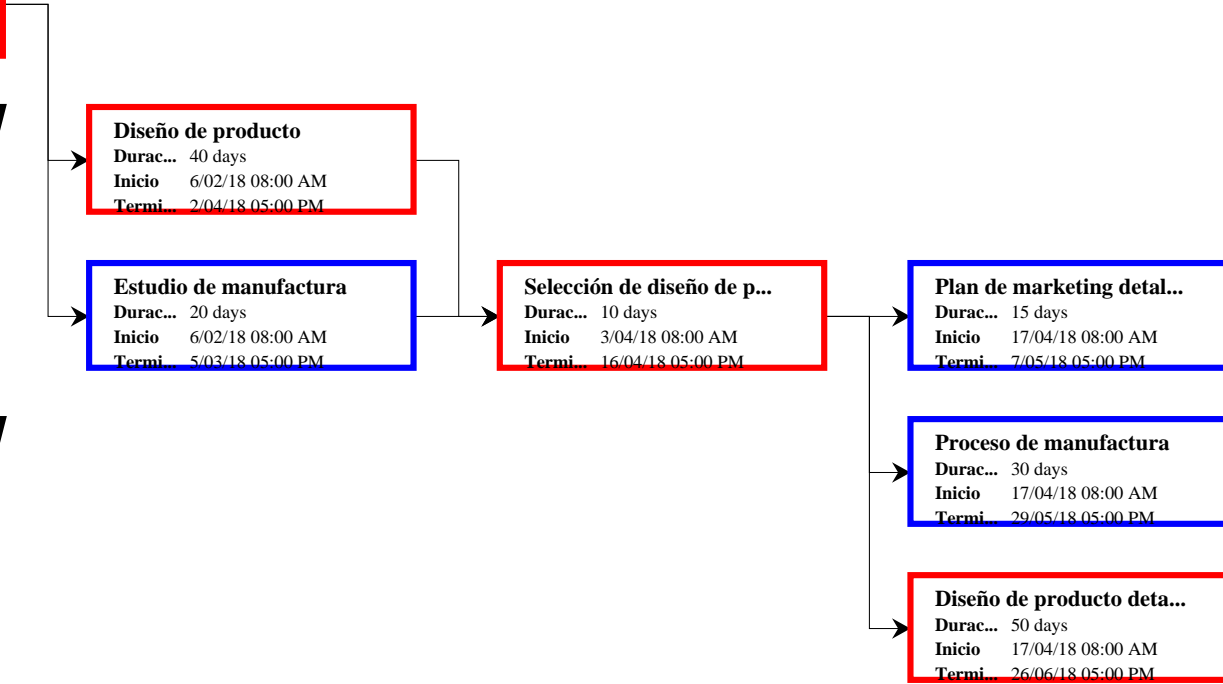 Diseño de producto
Durac... 40 days
Inicio 6/02/18 08:00 AM
Termi... 2/04/18 05:00 PM
Estudio de manufactura
Durac... 20 days
Inicio 6/02/18 08:00 AM
Termi... 5/03/18 05:00 PM
Selección de diseño de p...
Durac... 10 days
Inicio 3/04/18 08:00 AM
Termi... 16/04/18 05:00 PM
Plan de marketing detal...
Durac... 15 days
Inicio 17/04/18 08:00 AM
Termi... 7/05/18 05:00 PM
Proceso de manufactura
Durac... 30 days
Inicio 17/04/18 08:00 AM
Termi... 29/05/18 05:00 PM
Diseño de producto deta...
Durac... 50 days
Inicio 17/04/18 08:00 AM
Termi... 26/06/18 05:00 PM